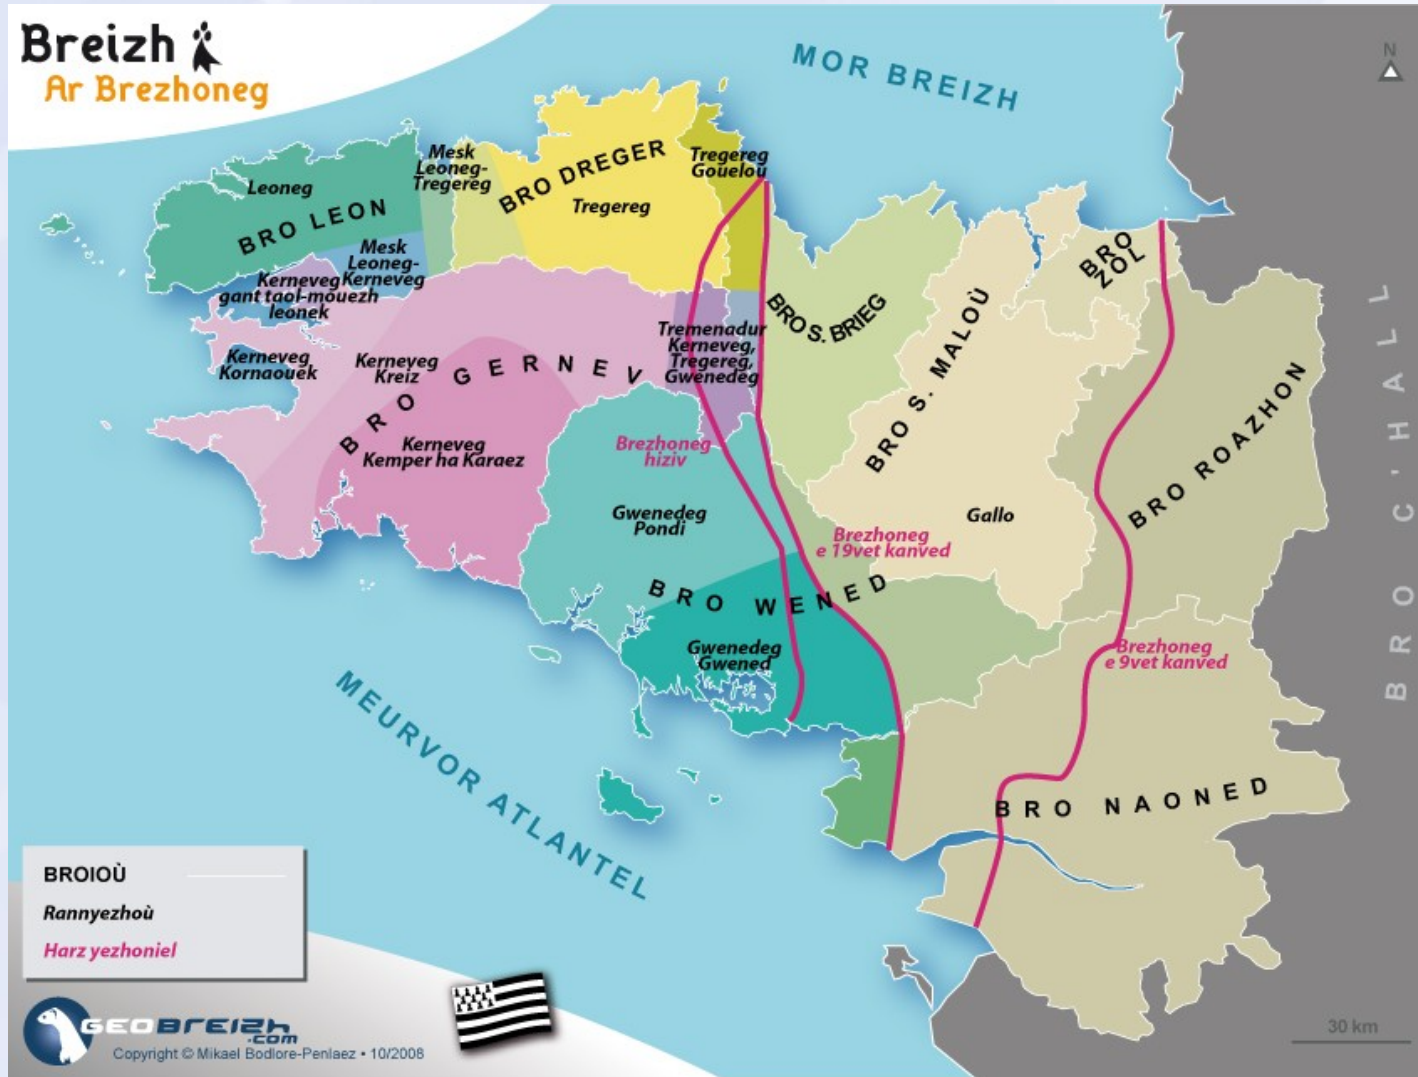 Breizh
Ar Brezhoneg
MOR BREIZH
N
Leoneg
BRO LEON
Mesk
Leoneg-
Tregereg
BRO DREGER
Tregereg
Tregereg
Goueloù
Mesk
Leoneg-
Kerneveg
Kerneveg
gant taol-mouezh
leonek
Kerneveg
Kornaouek
Kerneveg
Kreiz
BRO GERNEV
Kerneveg
Kemper ha Karaez
Tremenadur
Kerneveg,
Tregereg,
Gwenedeg
BRO S. BRIEG
BRO S. MALOÙ
BRO
ZOL
BRO ROAZHON
BRO C'HALL
Brezhoneg
hiziv
Gwenedeg
Pondi
Gallo
Brezhoneg
e 19vet kanved
BRO WENED
Gwenedeg
Gwened
Brezhoneg
e 9vet kanved
BRO NAONED
MEURVOR ATLANTEL
BROIOÙ
Rannyezhoù
Harz yezhoniel
GEOBREIZH
.COM
Copyright © Mikael Bodlore-Penlaez • 10/2008
30 km